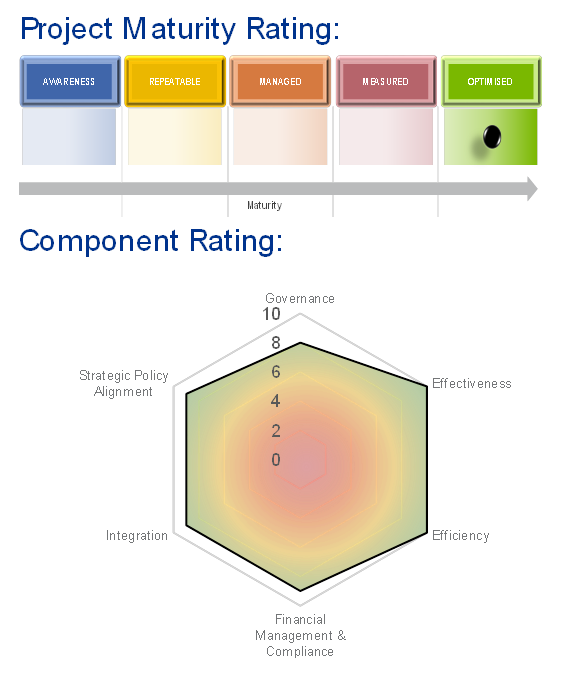 Project Maturity Rating:
AWARENESS
REPEATABLE
MANAGED
MEASURED
OPTIMISED
Maturity
Component Rating:
Governance
10
8
6
4
2
0
Strategic Policy
Alignment
Effectiveness
Integration
Efficiency
Financial
Management &
Compliance